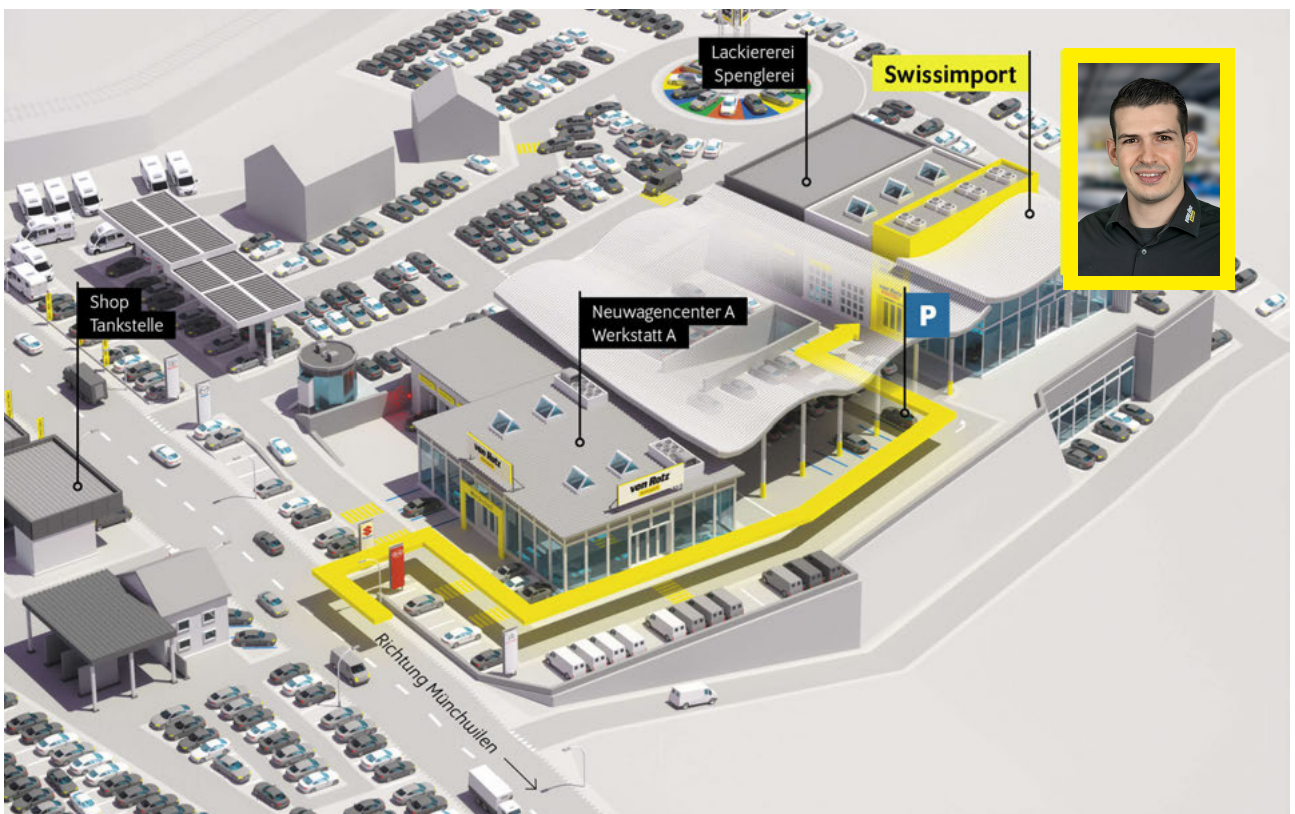 Lackiererei
Spenglerei
Swissimport
Shop
Tankstelle
Neuwagencenter A
Werkstatt A
P
von Rotz
von Rotz
Richtung Münchwilen